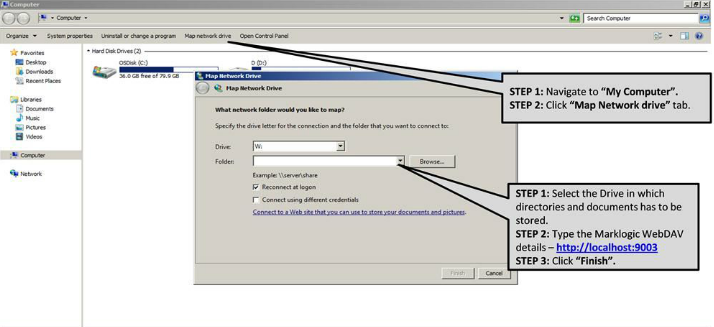 Computer
Computer
Search Computer
Organize
System properties
Uninstall or change a program
Map network drive
Open Control Panel
Favorites
Desktop
Downloads
Recent Places
Libraries
Documents
Music
Pictures
Videos
Computer
Network
Hard Disk Drives (2)
OSDisk (C:)
36.0 GB free of 79.9 GB
D (D:)
Map Network Drive
Map Network Drive
What network folder would you like to map?
Specify the drive letter for the connection and the folder that you want to connect to:
Drive:
W:
Folder:
Browse...
Example: \\server\share
Reconnect at logon
Connect using different credentials
Connect to a Web site that you can use to store your documents and pictures.
Finish
Cancel
STEP 1: Navigate to “My Computer”.
STEP 2: Click “Map Network drive” tab.
STEP 1: Select the Drive in which
directories and documents has to be
stored.
STEP 2: Type the Marklogic WebDAV
details – http://localhost:9003
STEP 3: Click “Finish”.